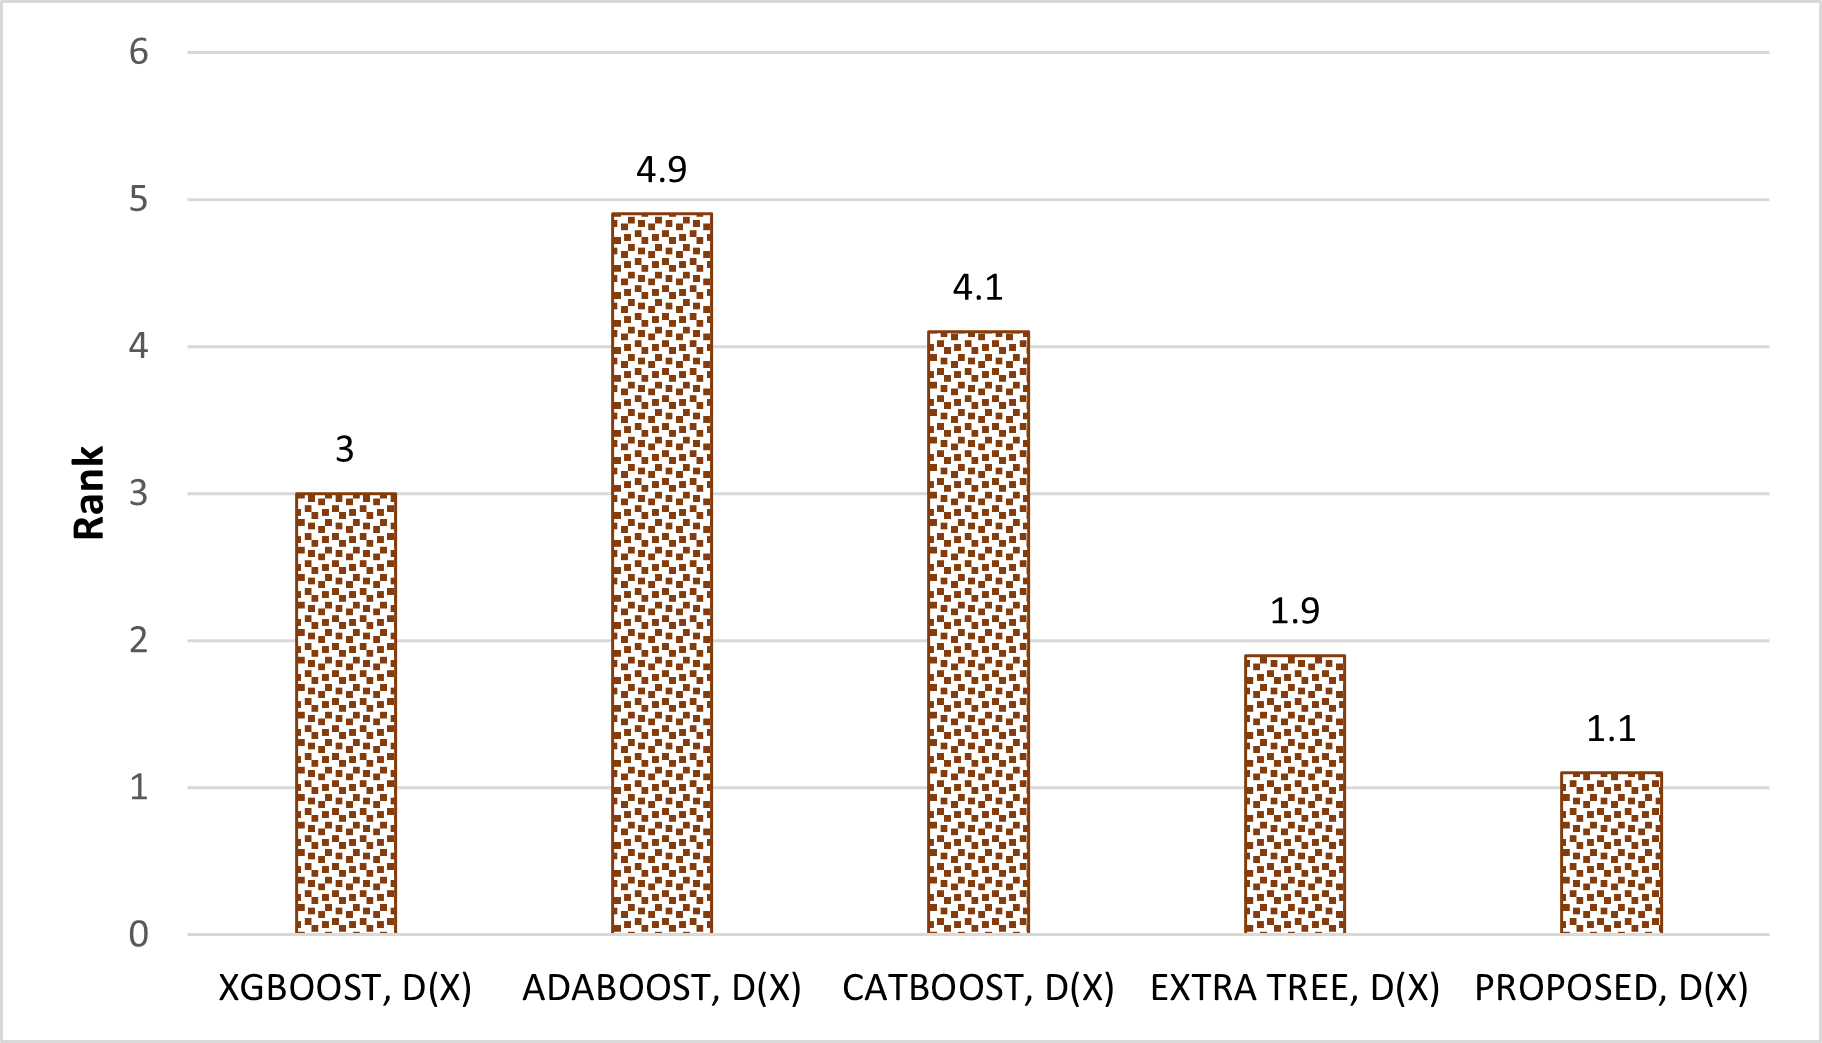 6
5
4
3
2
1
0
Rank
3
4.9
4.1
1.9
1.1
XGBOOST, D(X)
ADABOOST, D(X)
CATBOOST, D(X)
EXTRA TREE, D(X)
PROPOSED, D(X)